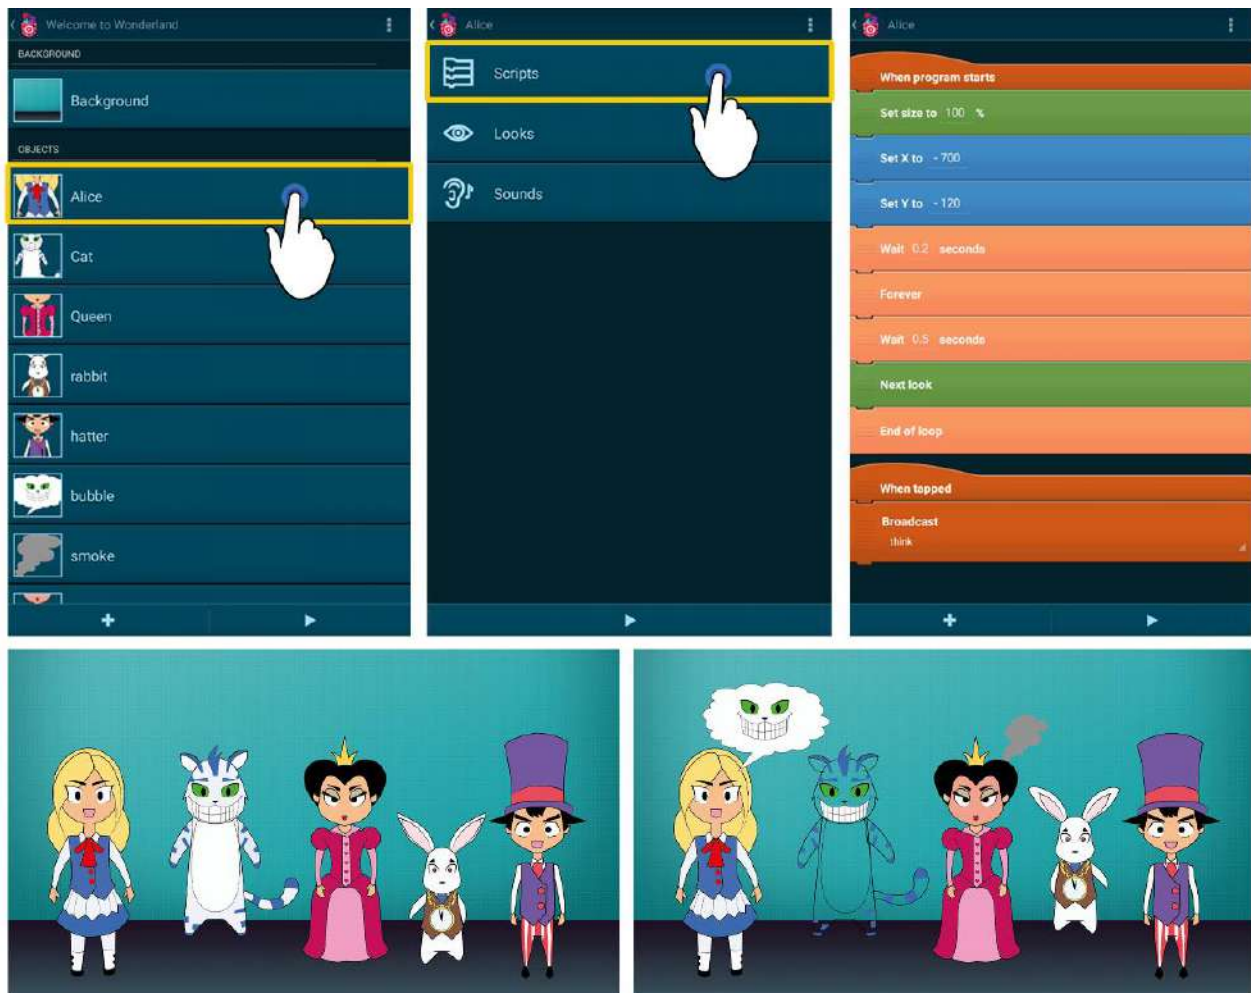 Welcome to Wonderland
BACKGROUND
Background
OBJECTS
Alice
Cat
Queen
rabbit
hatter
bubble
smoke
Alice
Scripts
Looks
Sounds
Alice
When program starts
Set size to 100 %
Set X to - 700
Set Y to - 120
Wait 0.2 seconds
Forever
Wait 0.5 seconds
Next look
End of loop
When tapped
Broadcast
think